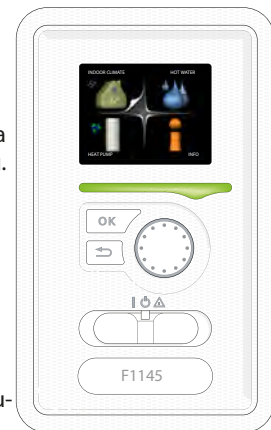 INDOOR CLIMATE HOT WATER
a
.
HEAT PUMP INFO
OK
F1145
u-